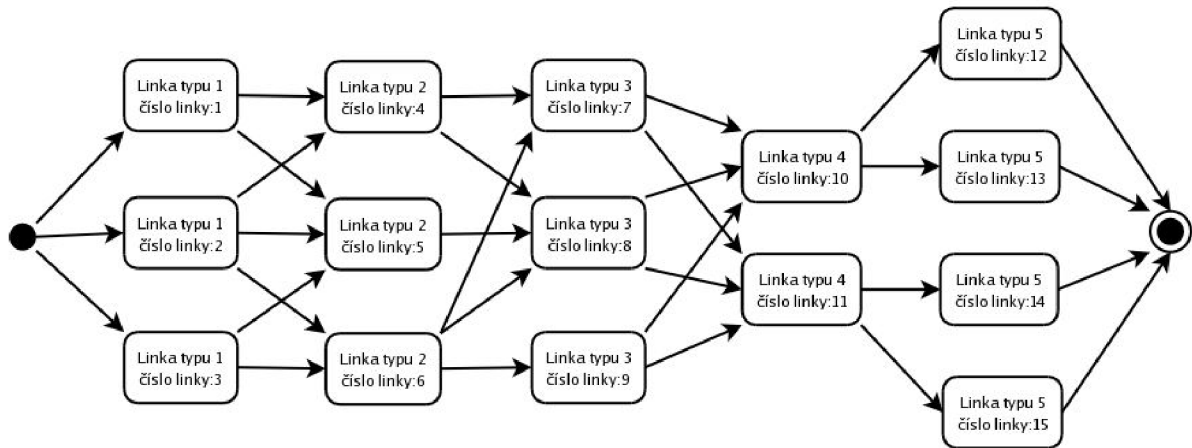 Linka typu 1
číslo linky:1
Linka typu 1
číslo linky:2
Linka typu 1
číslo linky:3
Linka typu 2
číslo linky:4
Linka typu 2
číslo linky:5
Linka typu 2
číslo linky:6
Linka typu 3
číslo linky:7
Linka typu 3
číslo linky:8
Linka typu 3
číslo linky:9
Linka typu 4
číslo linky:10
Linka typu 4
číslo linky:11
Linka typu 5
číslo linky:12
Linka typu 5
číslo linky:13
Linka typu 5
číslo linky:14
Linka typu 5
číslo linky:15